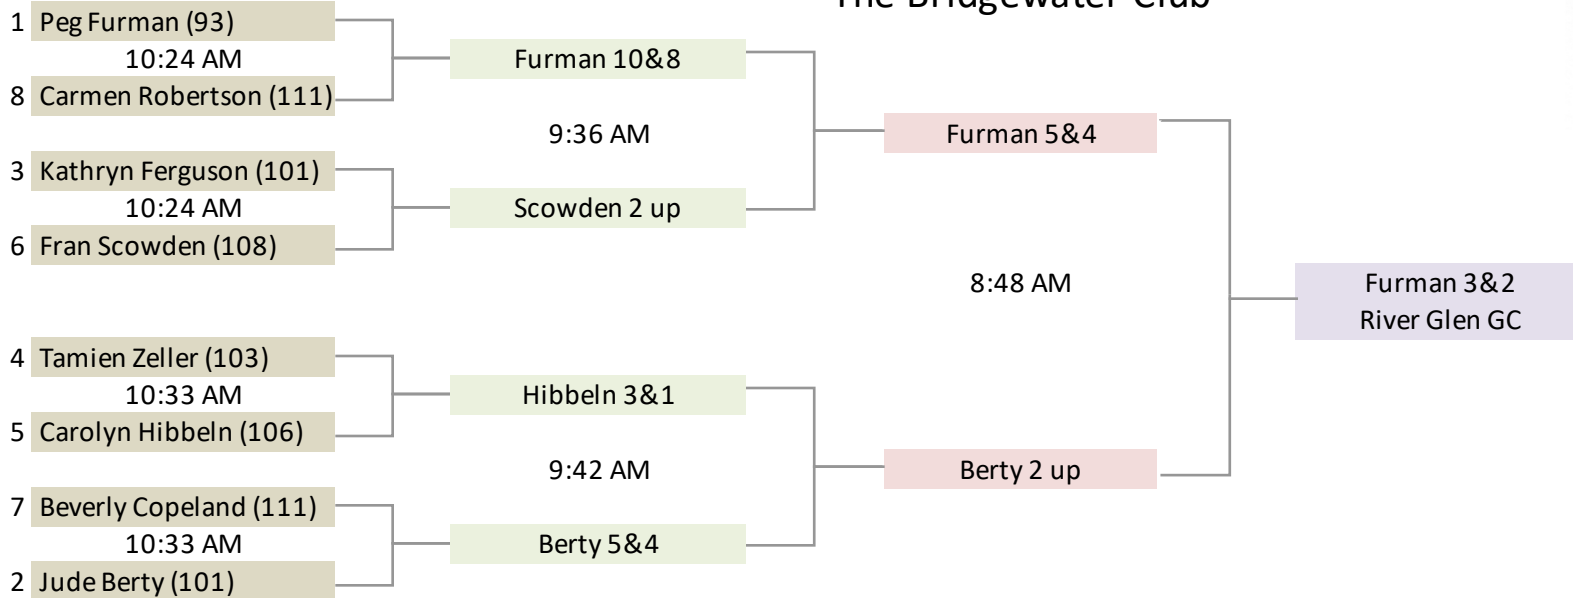 The Bridgewater Club
1 Peg Furman (93)
10:24 AM
8 Carmen Robertson (111)
Furman 10&8
9:36 AM
3 Kathryn Ferguson (101)
10:24 AM
6 Fran Scowden (108)
Scowden 2 up
Furman 5&4
8:48 AM
Furman 3&2
River Glen GC
4 Tamien Zeller (103)
10:33 AM
5 Carolyn Hibbeln (106)
Hibbeln 3&1
9:42 AM
7 Beverly Copeland (111)
10:33 AM
2 Jude Berty (101)
Berty 5&4
Berty 2 up